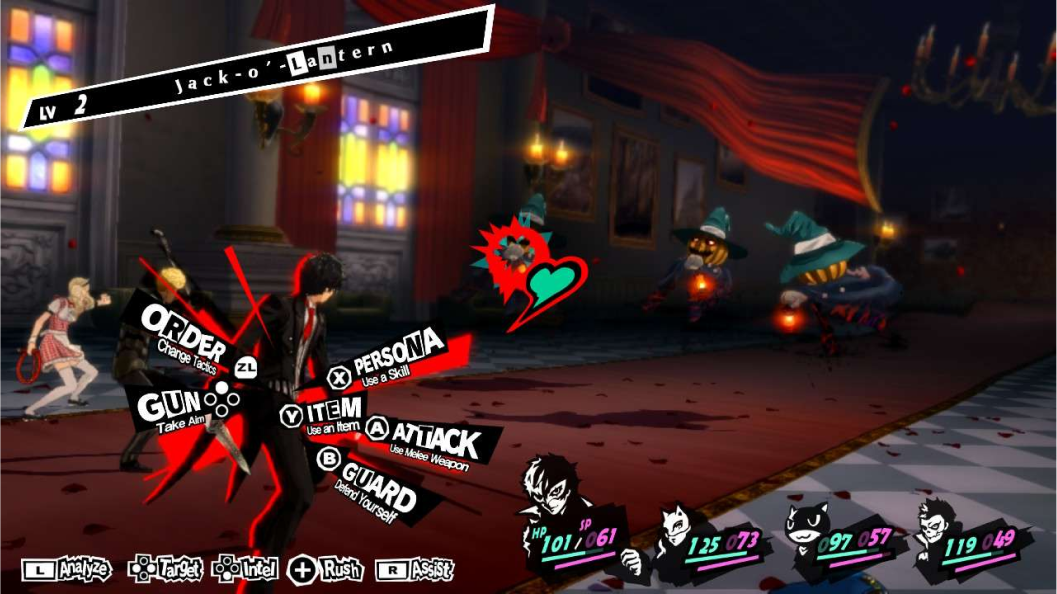 LV 2 Jack-o'-Lantern
ORDER
Change Tactics
ZL
GUN
Take Aim
X PERSONA
Use a Skill
Y ITEM
Use an Item
A ATTACK
Use Melee Weapon
B GUARD
Defend Yourself
HP 101 / SP 061
125 073
097 057
119 049
L Analyze Target Intel + Rush R Assist